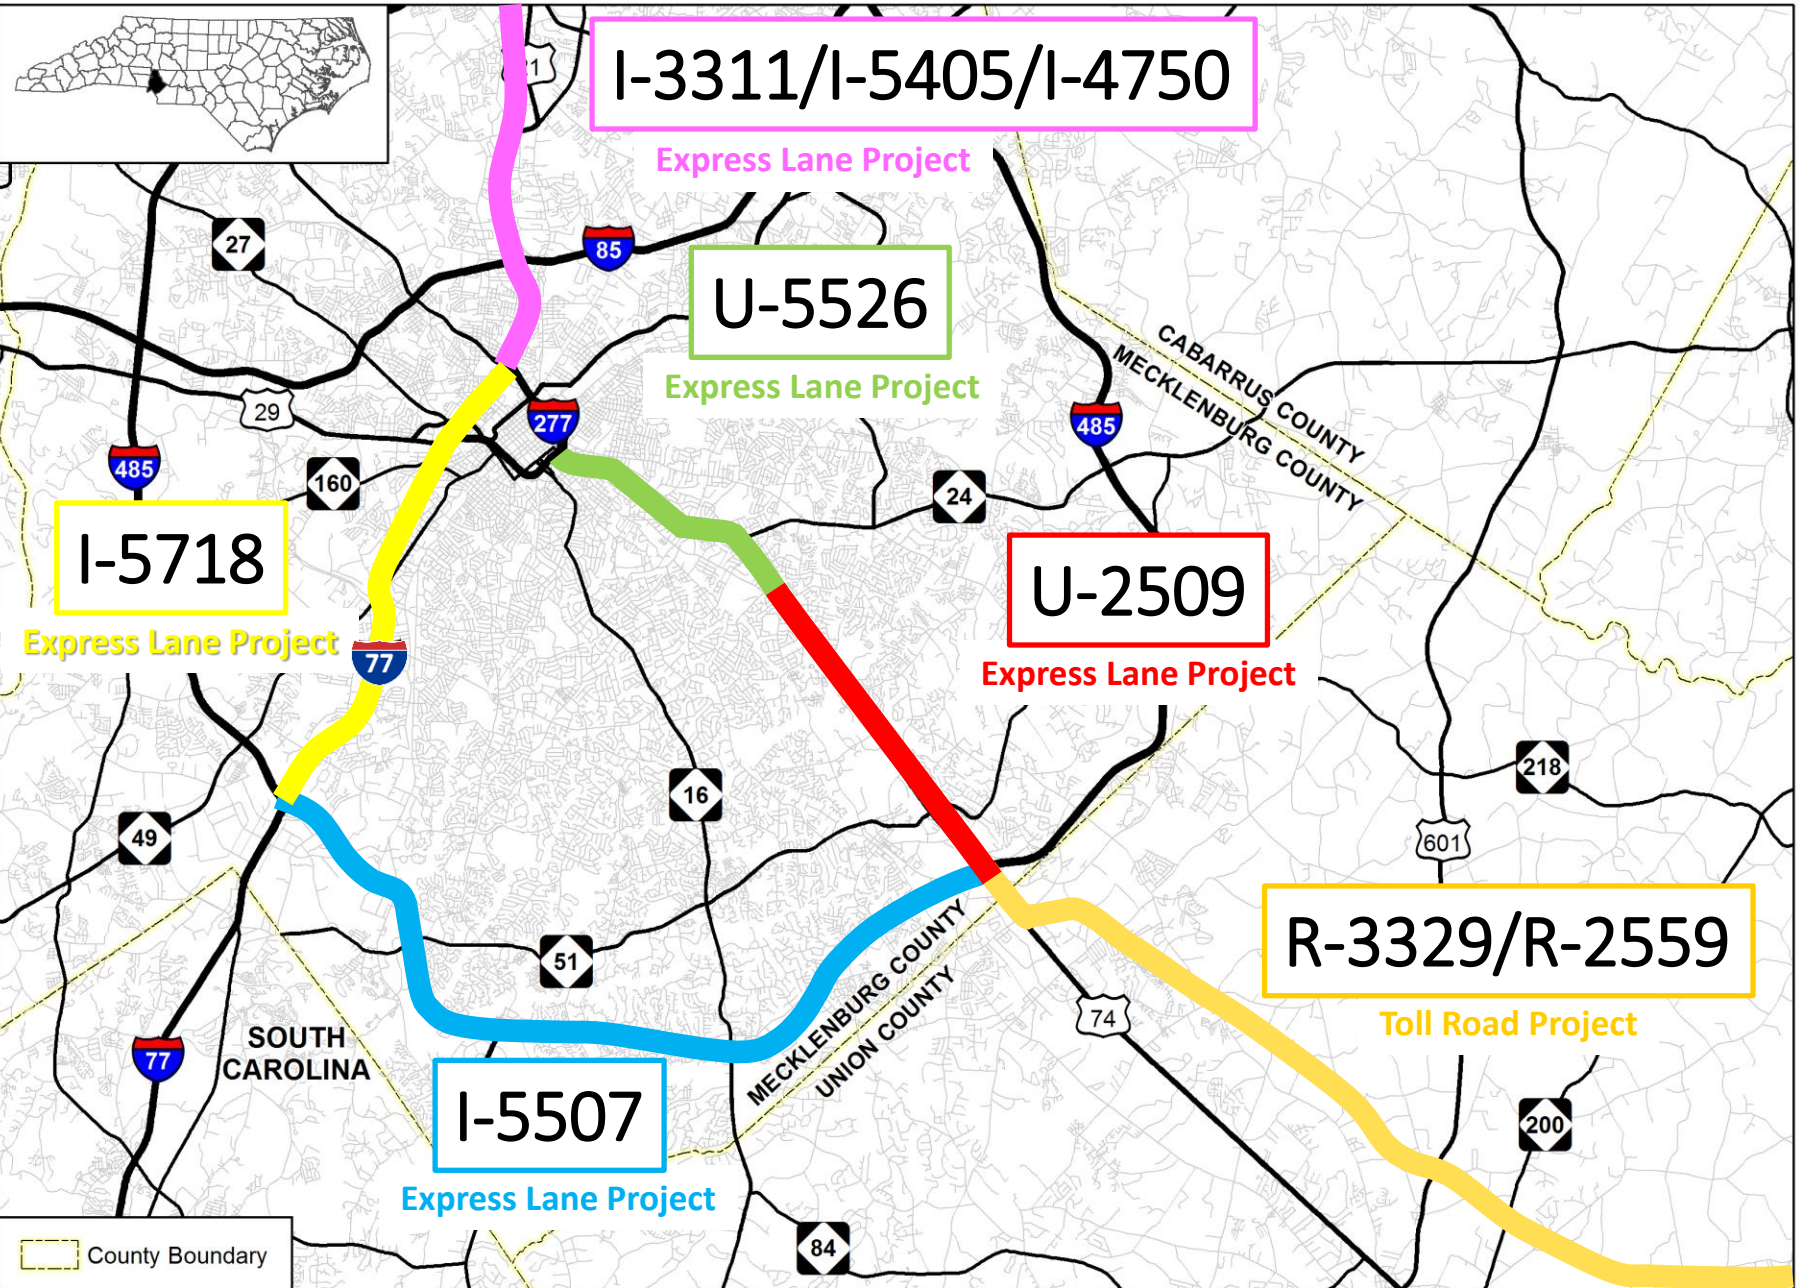 21
I-3311/I-5405/I-4750
Express Lane Project
27
85
U-5526
Express Lane Project
CABARRUS COUNTY
MECKLENBURG COUNTY
29
277
485
485
160
24
I-5718
Express Lane Project
U-2509
Express Lane Project
77
16
218
49
601
51
MECKLENBURG COUNTY
UNION COUNTY
R-3329/R-2559
Toll Road Project
74
77
SOUTH
CAROLINA
I-5507
Express Lane Project
200
84
County Boundary